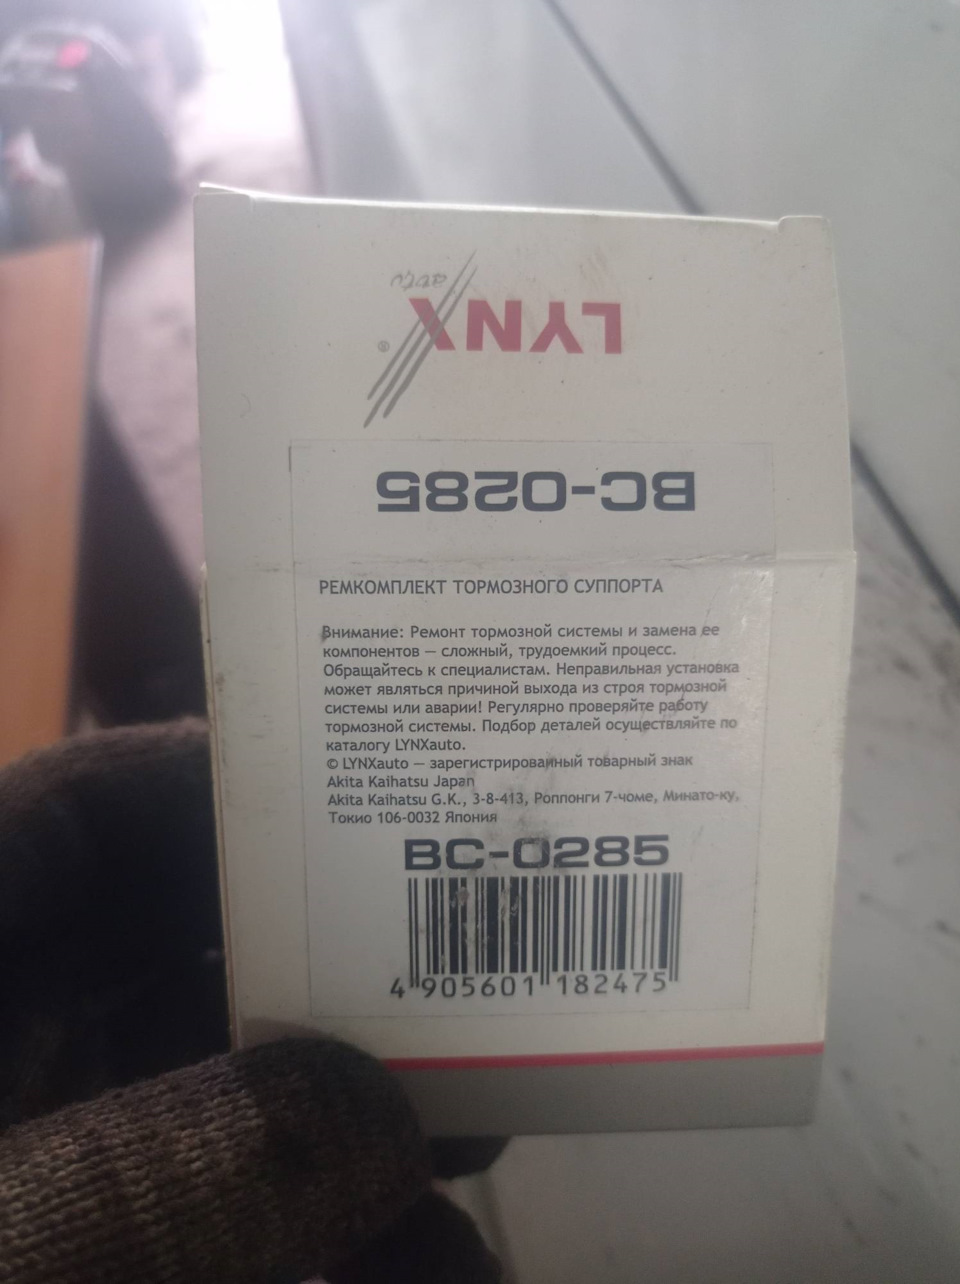 auto
LYNX
®
BC-0285
РЕМКОМПЛЕКТ ТОРМОЗНОГО СУППОРТА
Внимание: Ремонт тормозной системы и замена ее
компонентов — сложный, трудоемкий процесс.
Обращайтесь к специалистам. Неправильная установка
может являться причиной выхода из строя тормозной
системы или аварии! Регулярно проверяйте работу
тормозной системы. Подбор деталей осуществляйте по
каталогу LYNXauto.
© LYNXauto — зарегистрированный товарный знак
Akita Kaihatsu Japan
Akita Kaihatsu G.K., 3-8-413, Роппонги 7-чоме, Минато-ку,
Токио 106-0032 Япония
BC-0285
4 905601 182475